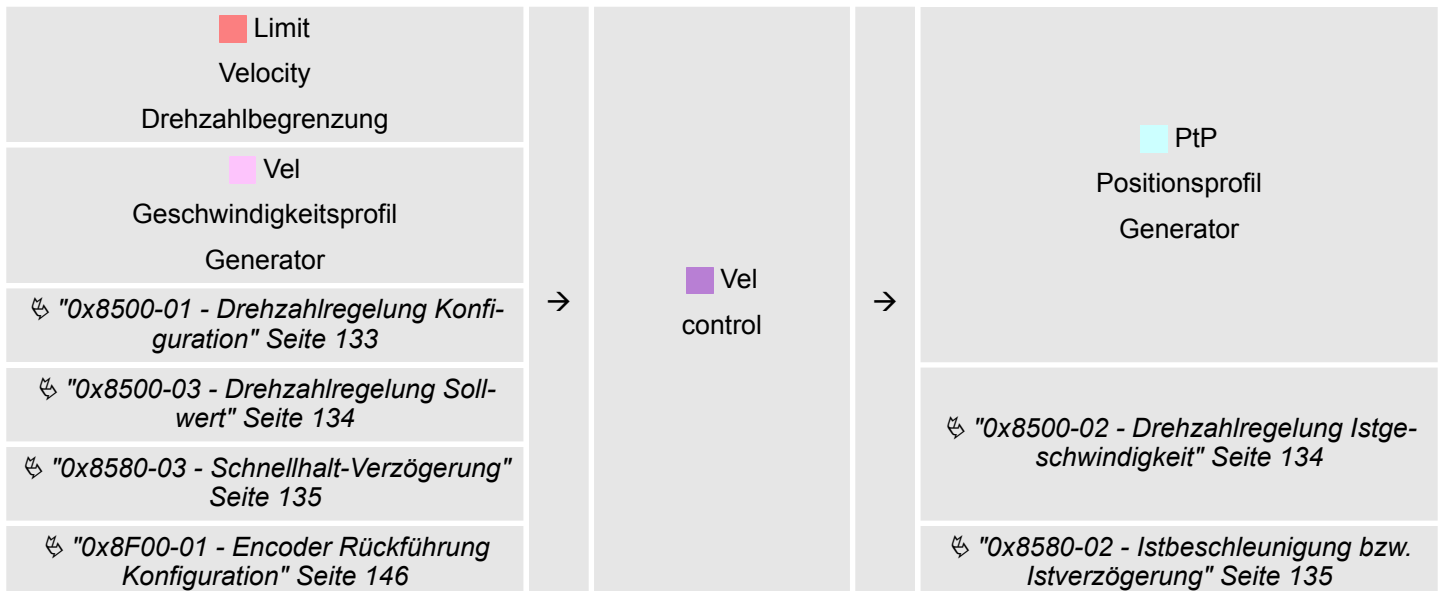 Limit
Velocity
Drehzahlbegrenzung
Vel
Geschwindigkeitsprofil
Generator
"0x8500-01 - Drehzahlregelung Konfi-
guration" Seite 133
"0x8500-03 - Drehzahlregelung Soll-
wert" Seite 134
"0x8580-03 - Schnellhalt-Verzögerung"
Seite 135
"0x8F00-01 - Encoder Rückführung
Konfiguration" Seite 146
→
Vel
control
→
PtP
Positionsprofil
Generator
"0x8500-02 - Drehzahlregelung Istge-
schwindigkeit" Seite 134
"0x8580-02 - Istbeschleunigung bzw.
Istverzögerung" Seite 135